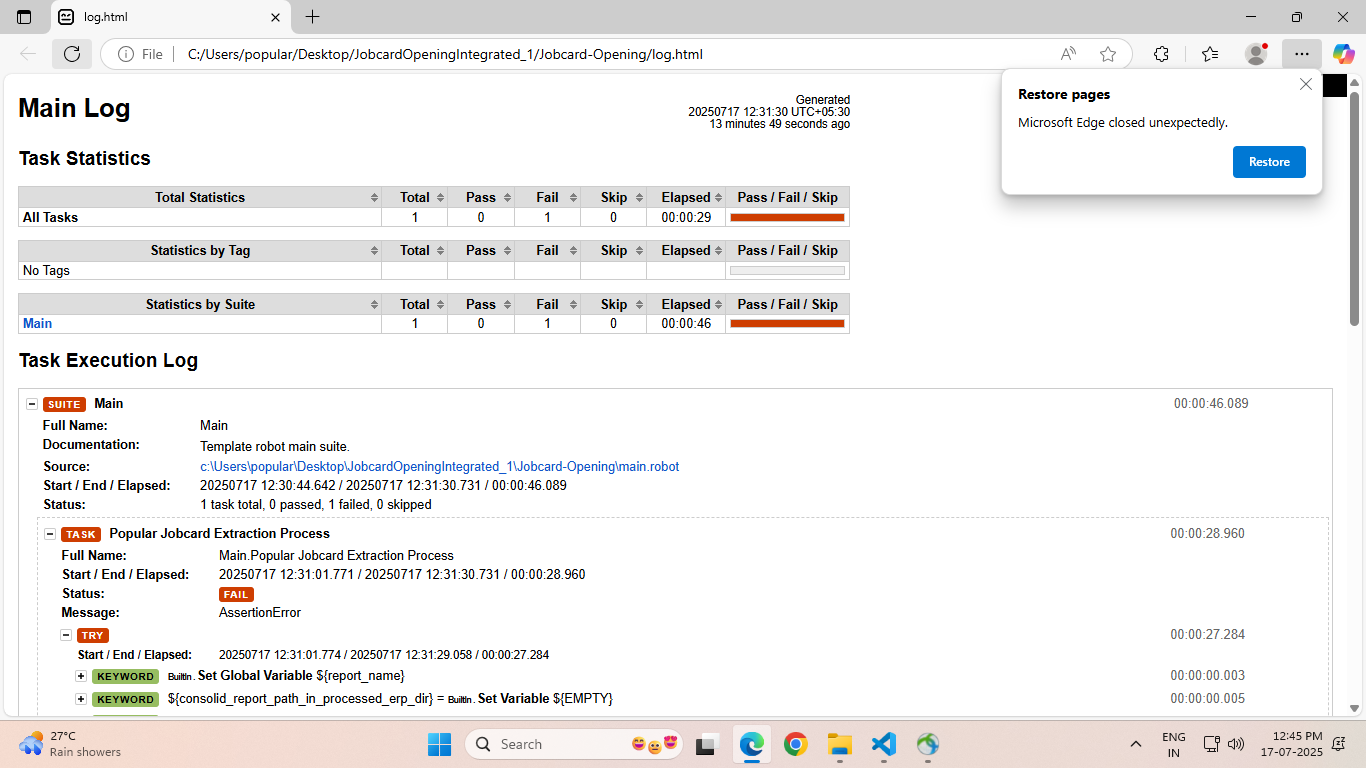 log.html
File
C:/Users/popular/Desktop/JobcardOpeningIntegrated_1/Jobcard-Opening/log.html
Restore pages
Microsoft Edge closed unexpectedly.
Restore
Main Log
Generated
20250717 12:31:30 UTC+05:30
13 minutes 49 seconds ago
Task Statistics
Total Statistics Total Pass Fail Skip Elapsed Pass / Fail / Skip
All Tasks 1 0 1 0 00:00:29
Statistics by Tag Total Pass Fail Skip Elapsed Pass / Fail / Skip
No Tags
Statistics by Suite Total Pass Fail Skip Elapsed Pass / Fail / Skip
Main 1 0 1 0 00:00:46
Task Execution Log
SUITE Main 00:00:46.089
Full Name: Main
Documentation: Template robot main suite.
Source: c:\Users\popular\Desktop\JobcardOpeningIntegrated_1\Jobcard-Opening\main.robot
Start / End / Elapsed: 20250717 12:30:44.642 / 20250717 12:31:30.731 / 00:00:46.089
Status: 1 task total, 0 passed, 1 failed, 0 skipped
TASK Popular Jobcard Extraction Process 00:00:28.960
Full Name: Main.Popular Jobcard Extraction Process
Start / End / Elapsed: 20250717 12:31:01.771 / 20250717 12:31:30.731 / 00:00:28.960
Status: FAIL
Message: AssertionError
TRY 00:00:27.284
Start / End / Elapsed: 20250717 12:31:01.774 / 20250717 12:31:29.058 / 00:00:27.284
KEYWORD BuiltIn. Set Global Variable ${report_name} 00:00:00.003
KEYWORD ${consolid_report_path_in_processed_erp_dir} = BuiltIn. Set Variable ${EMPTY} 00:00:00.005
27°C
Rain showers
Search
ENG
IN
12:45 PM
17-07-2025